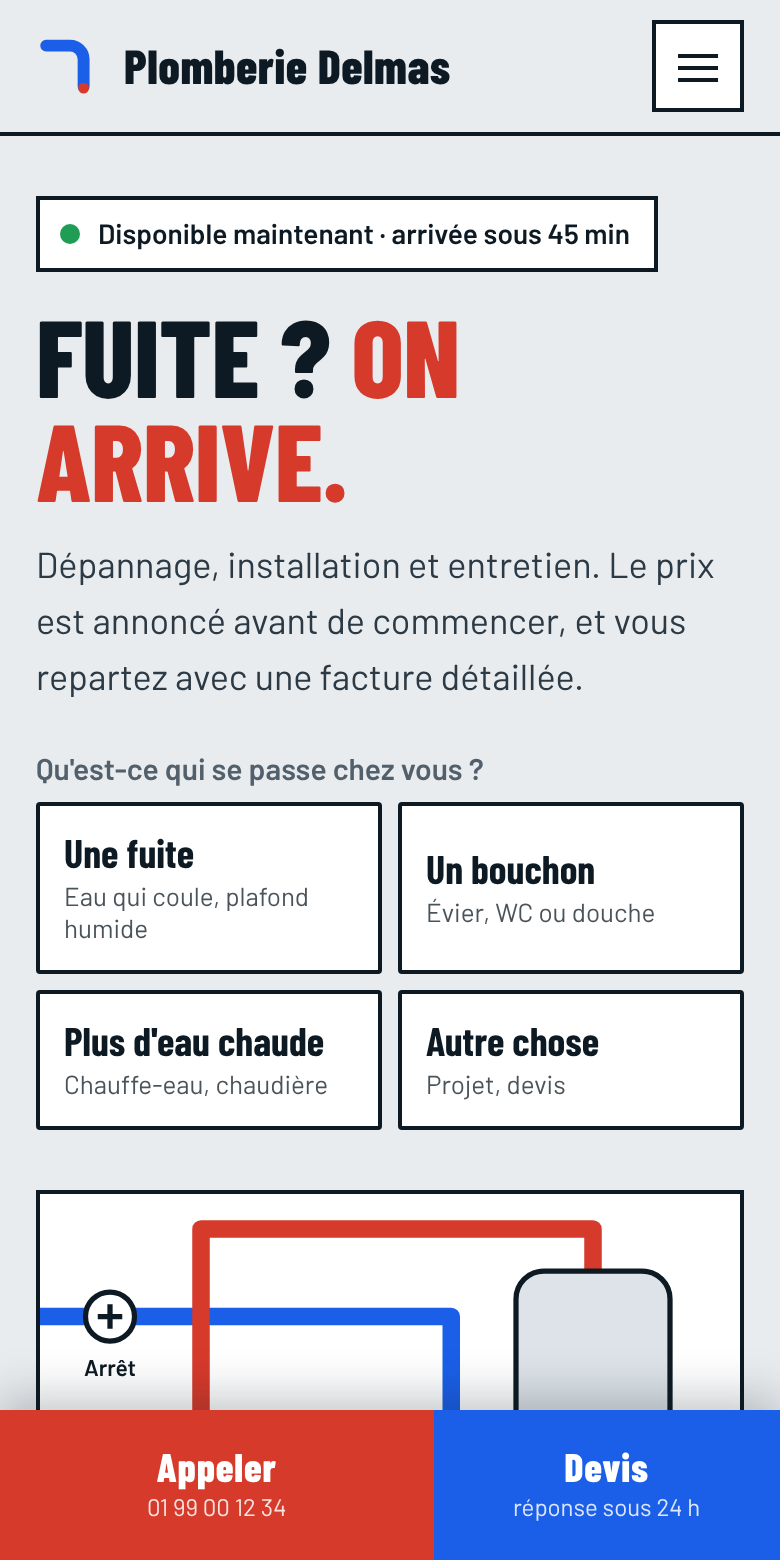 Plomberie Delmas
Disponible maintenant · arrivée sous 45 min
FUITE ? ON
ARRIVE.
Dépannage, installation et entretien. Le prix
est annoncé avant de commencer, et vous
repartez avec une facture détaillée.
Qu'est-ce qui se passe chez vous ?
Une fuite
Eau qui coule, plafond
humide
Un bouchon
Évier, WC ou douche
Plus d'eau chaude
Chauffe-eau, chaudière
Autre chose
Projet, devis
Arrêt
Appeler
01 99 00 12 34
Devis
réponse sous 24 h